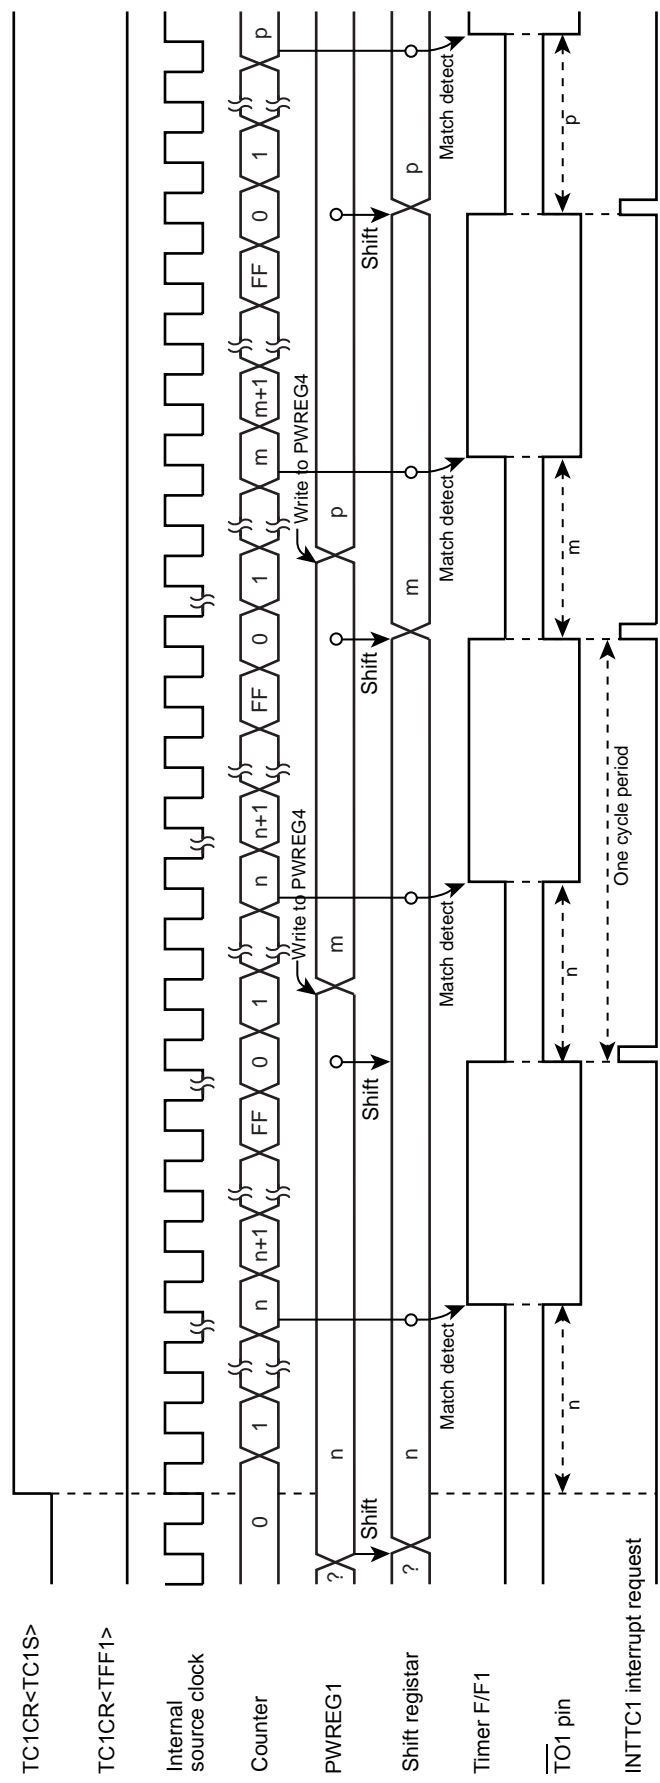 TC1CR<TC1S>
TC1CR<TFF1>
Internal
source clock
Counter 0 1 n n+1 FF 0 1 n n+1 FF 0 1 m m+1 FF 0 1 p
Write to PWREG4 Write to PWREG4
PWREG1 ? n m p
Shift Shift Shift Shift
Shift registar ? n m p
Match detect Match detect Match detect Match detect
Timer F/F1
TO1 pin n n m p
One cycle period
INTTC1 interrupt request